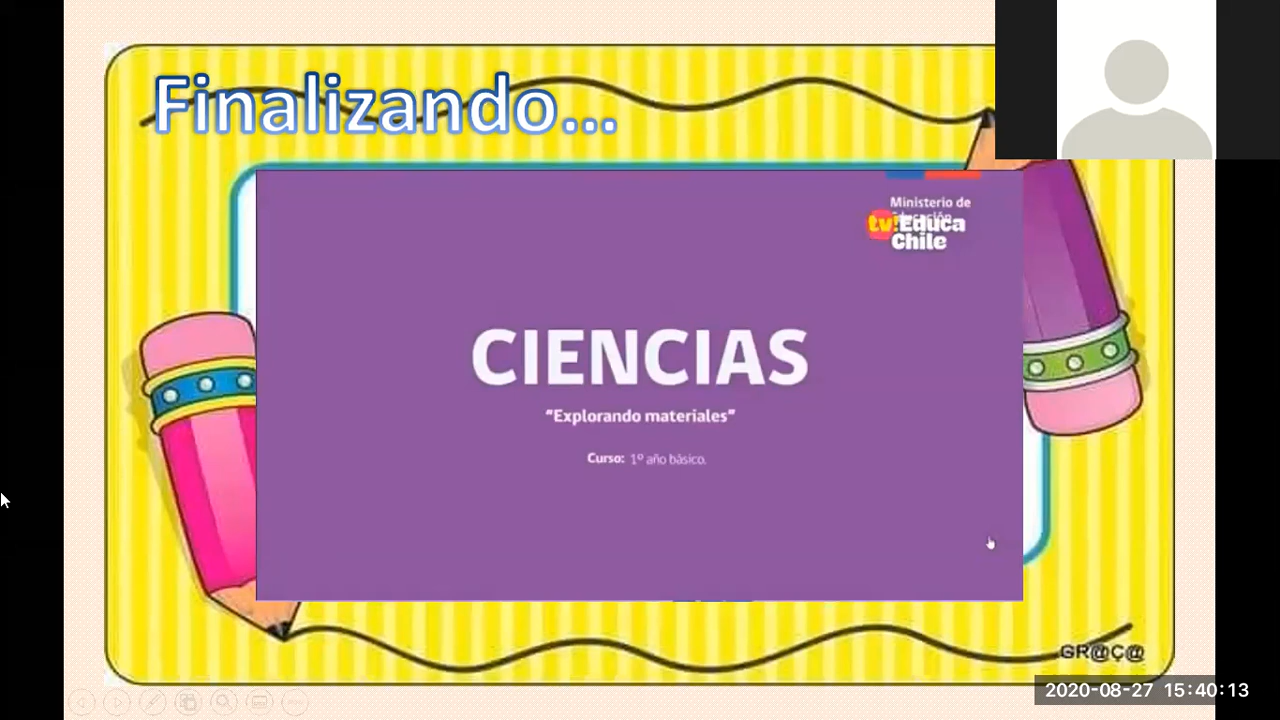 Finalizando...
Ministerio de
tv!Educa
Chile
CIENCIAS
"Explorando materiales"
Curso: 1º año básico.
GR@Ç@
2020-08-27 15:40:13